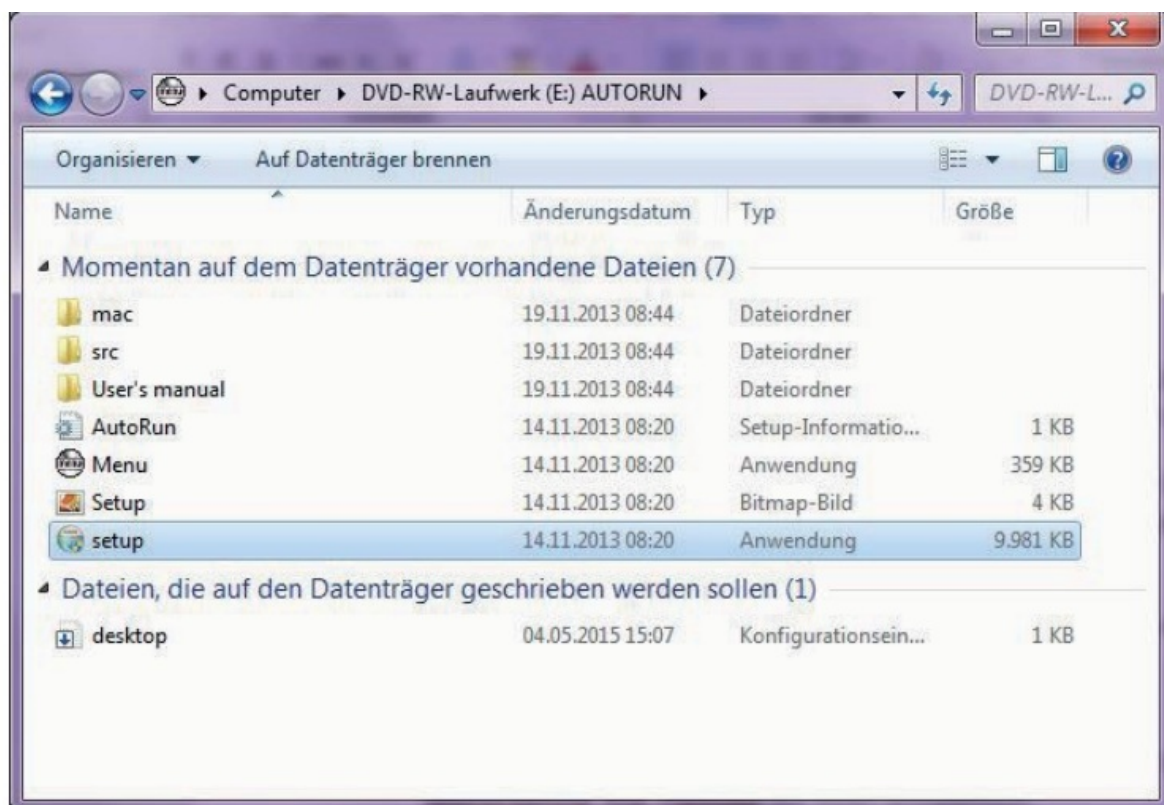 Computer ▸ DVD-RW-Laufwerk (E:) AUTORUN ▸ DVD-RW-L...
Organisieren Auf Datenträger brennen
Name Änderungsdatum Typ Größe
Momentan auf dem Datenträger vorhandene Dateien (7)
mac 19.11.2013 08:44 Dateiordner
src 19.11.2013 08:44 Dateiordner
User's manual 19.11.2013 08:44 Dateiordner
AutoRun 14.11.2013 08:20 Setup-Informatio... 1 KB
Menu 14.11.2013 08:20 Anwendung 359 KB
Setup 14.11.2013 08:20 Bitmap-Bild 4 KB
setup 14.11.2013 08:20 Anwendung 9.981 KB
Dateien, die auf den Datenträger geschrieben werden sollen (1)
desktop 04.05.2015 15:07 Konfigurationsein... 1 KB